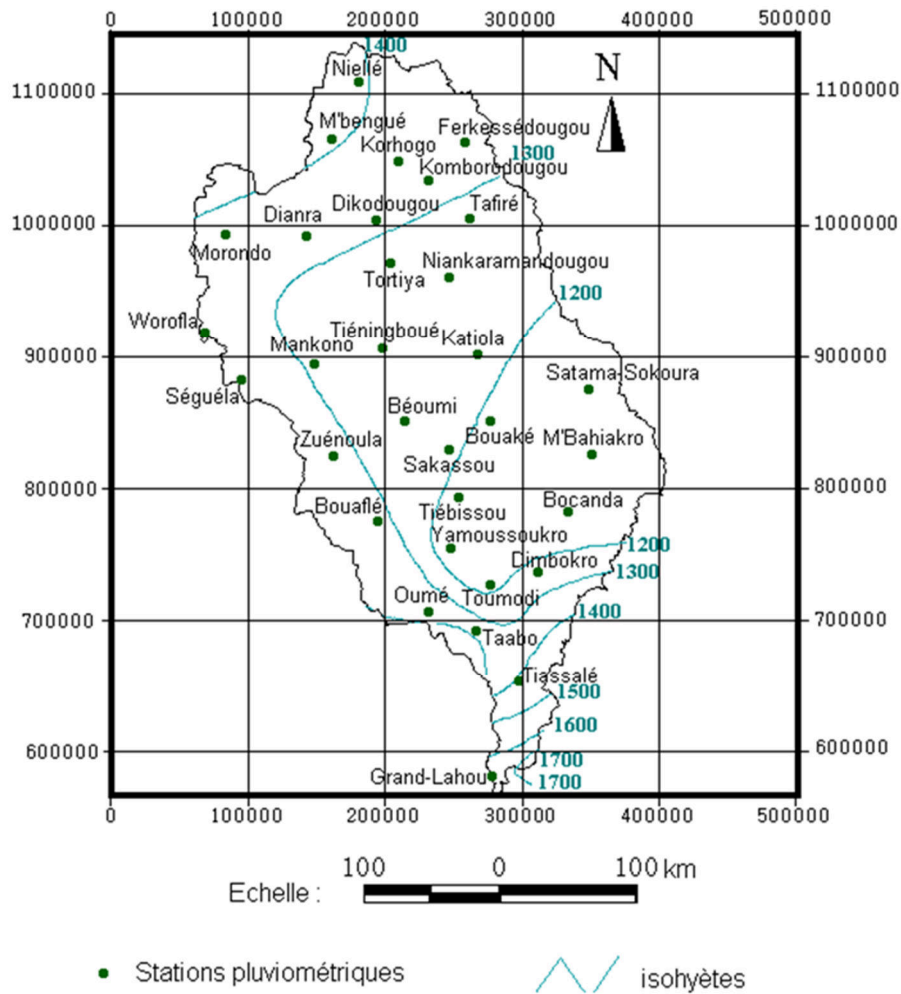 0 100000 200000 300000 400000 500000
1400
Niellé
N
1100000 1100000
M'bengué
Ferkessédougou
Korhogo
1300
Komborodougou
Dikodougou
Tafiré
Dianra
1000000 1000000
Morondo
Niankaramandougou
Tortiya
1200
Worofla
Tiéningboué
Katiola
Mankono
900000 900000
Satama-Sokoura
Séguéla
Béoumi
Bouaké
M'Bahiakro
Zuénoula
Sakassou
800000 800000
Bouaflé
Bocanda
Tiébissou
Yamoussoukro
1200
Dimbokro
1300
Oumé
Toumodi
1400
700000 700000
Taabo
Tiassalé
1500
1600
600000 600000
1700
Grand-Lahou
1700
0 100000 200000 300000 400000 500000
100 0 100 km
Echelle :
Stations pluviométriques
isohyètes